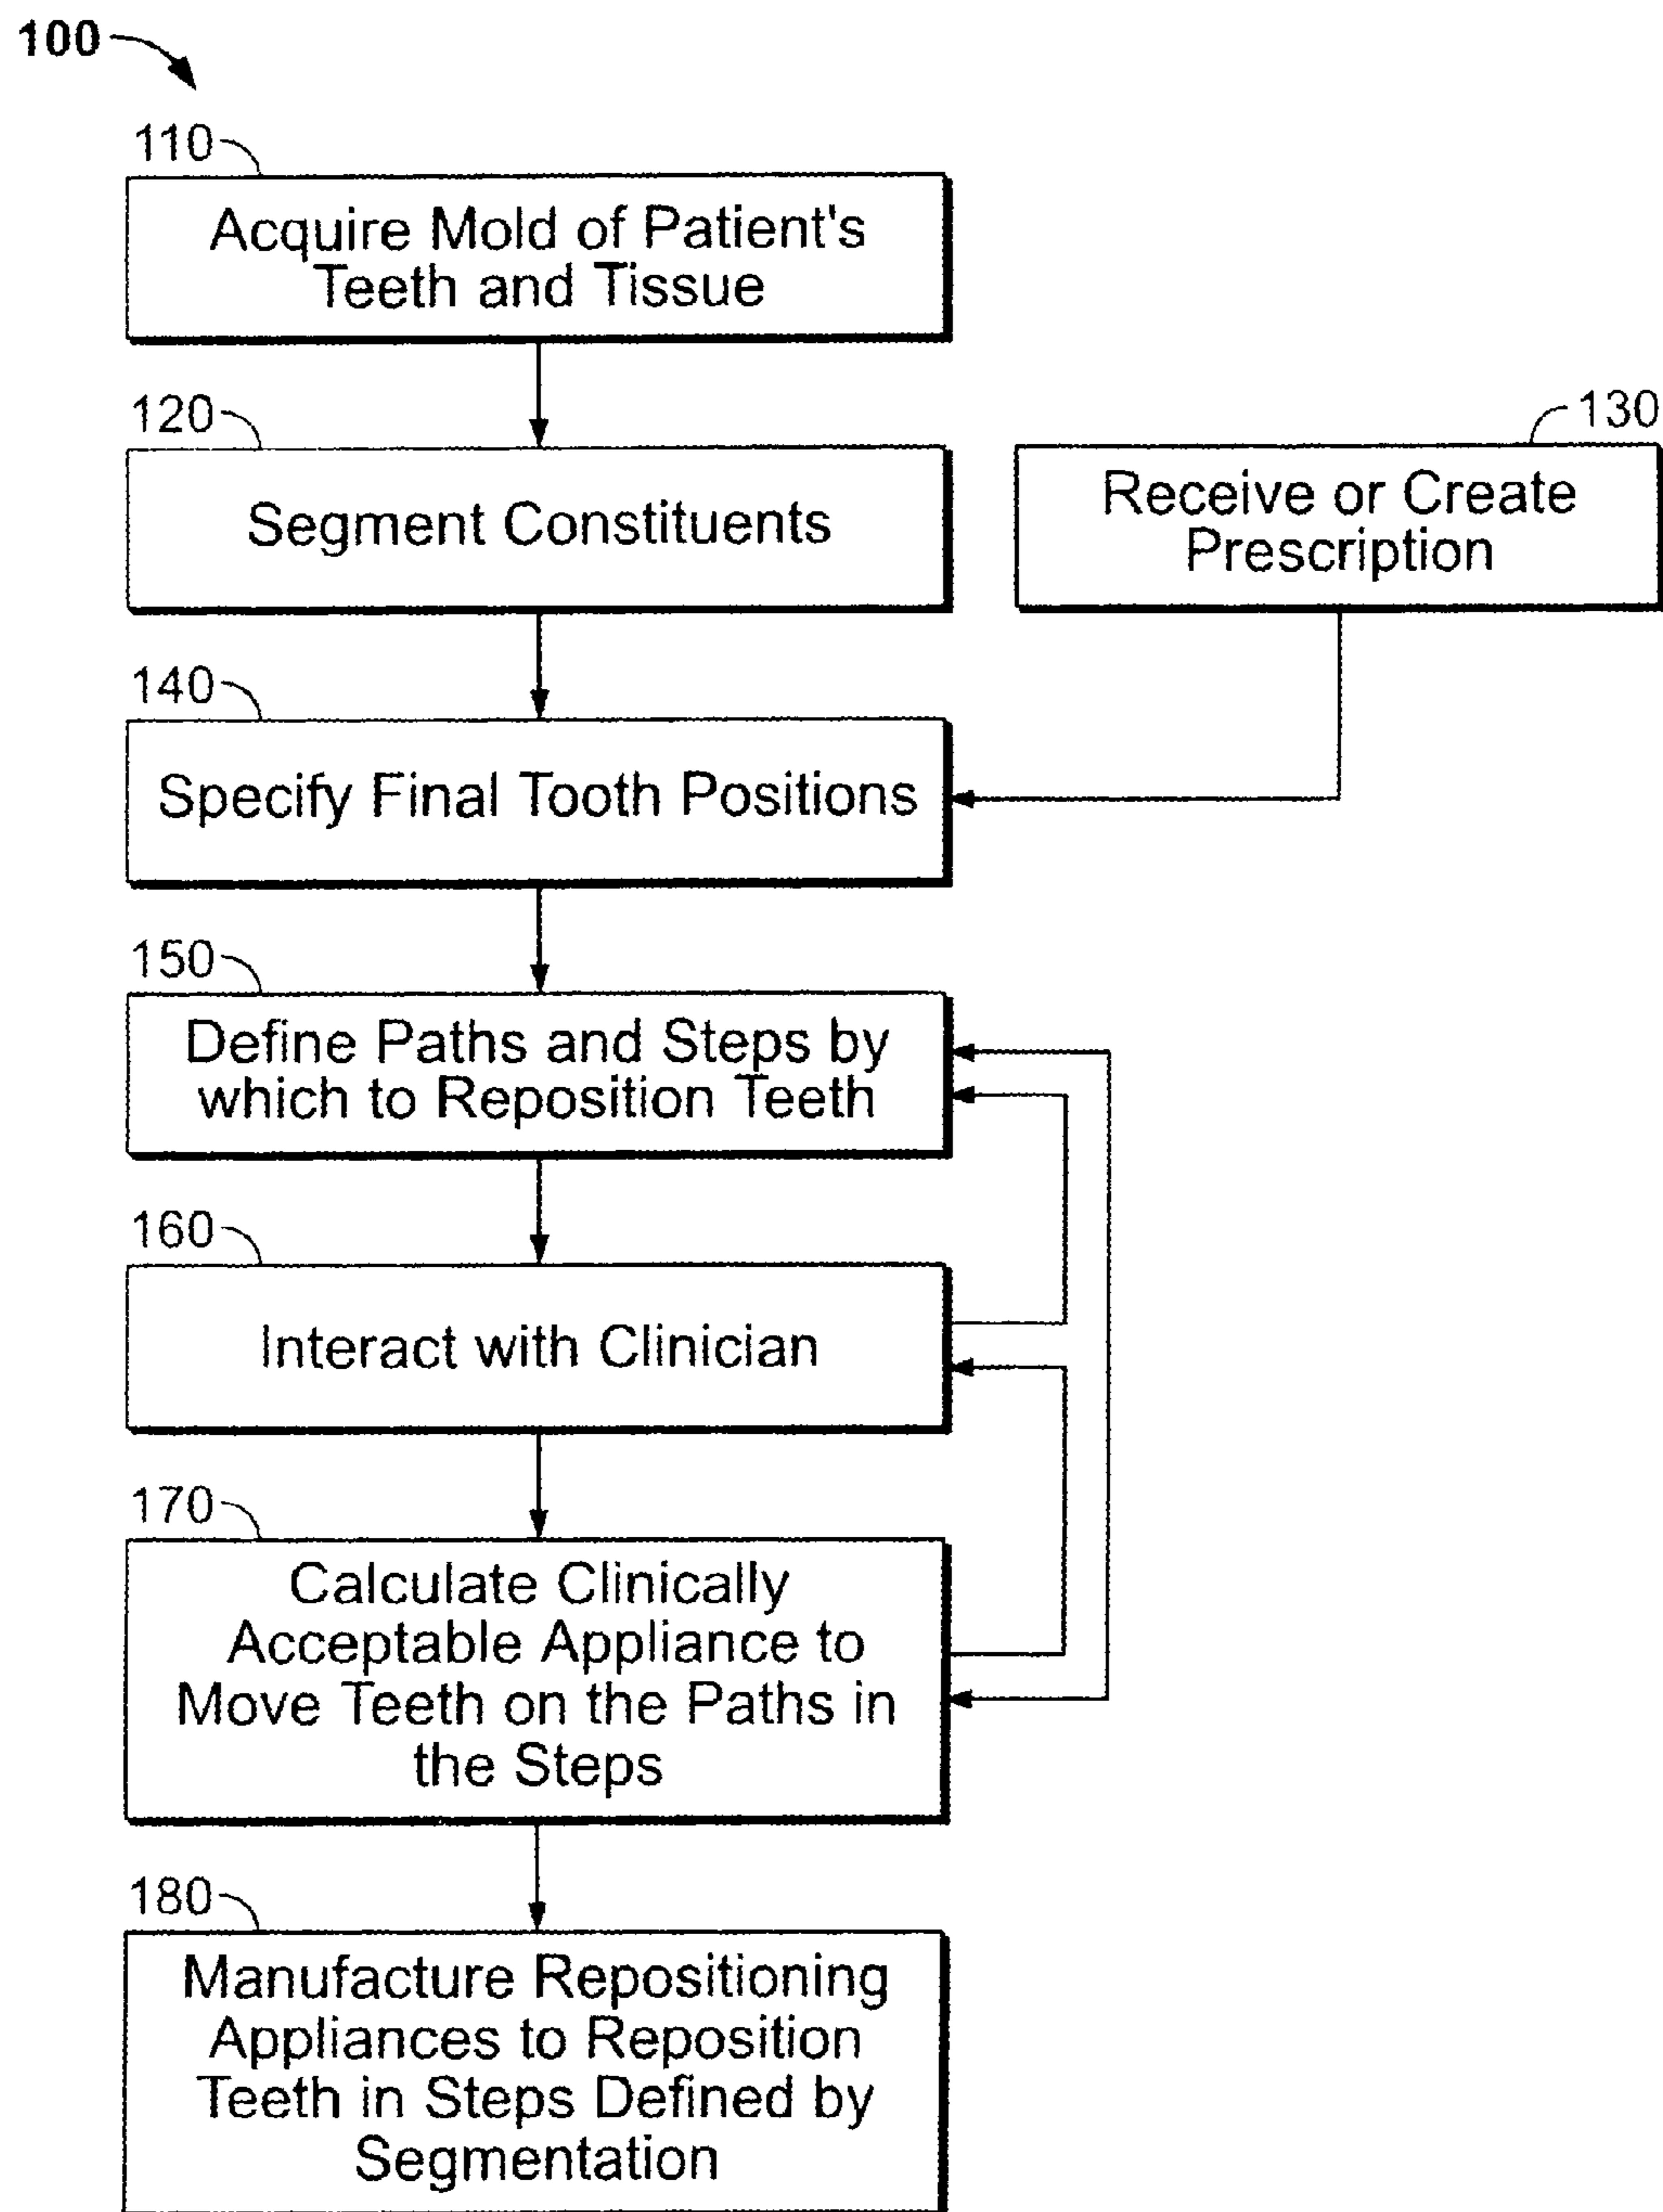 100
110
Acquire Mold of Patient's
Teeth and Tissue
120
Segment Constituents
130
Receive or Create
Prescription
140
Specify Final Tooth Positions
150
Define Paths and Steps by
which to Reposition Teeth
160
Interact with Clinician
170
Calculate Clinically
Acceptable Appliance to
Move Teeth on the Paths in
the Steps
180
Manufacture Repositioning
Appliances to Reposition
Teeth in Steps Defined by
Segmentation